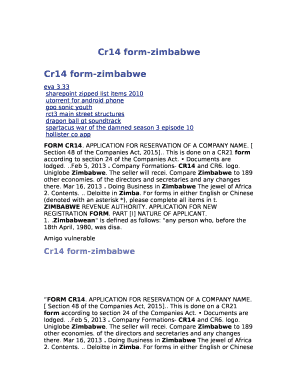 Cr14 form-zimbabwe
Cr14 form-zimbabwe
eva 3.33
sharepoint zipped list items 2010
utorrent for android phone
gpg sonic youth
rct3 main street structures
dragon ball gt soundtrack
spartacus war of the damned season 3 episode 10
hollister co app
FORM CR14. APPLICATION FOR RESERVATION OF A COMPANY NAME. [
Section 48 of the Companies Act, 2015].. This is done on a CR21 form
according to section 24 of the Companies Act. • Documents are
lodged. ..Feb 5, 2013 . Company Formations- CR14 and CR6. logo.
Uniglobe Zimbabwe. The seller will recei. Compare Zimbabwe to 189
other economies. of the directors and secretaries and any changes
there. Mar 16, 2013 . Doing Business in Zimbabwe The jewel of Africa
2. Contents. .. Deloitte in Zimba. For forms in either English or Chinese
(denoted with an asterisk *), please complete all items in t.
ZIMBABWE REVENUE AUTHORITY. APPLICATION FOR NEW
REGISTRATION FORM. PART [I] NATURE OF APPLICANT.
1. Zimbabwean" is defined as follows: "any person who, before the
18th April, 1980, was disa.
Amigo vulnerable
Cr14 form-zimbabwe
"FORM CR14. APPLICATION FOR RESERVATION OF A COMPANY NAME.
[ Section 48 of the Companies Act, 2015].. This is done on a CR21
form according to section 24 of the Companies Act. • Documents are
lodged. ..Feb 5, 2013 . Company Formations- CR14 and CR6. logo.
Uniglobe Zimbabwe. The seller will recei. Compare Zimbabwe to 189
other economies. of the directors and secretaries and any changes
there. Mar 16, 2013 . Doing Business in Zimbabwe The jewel of Africa
2. Contents. .. Deloitte in Zimba. For forms in either English or Chinese